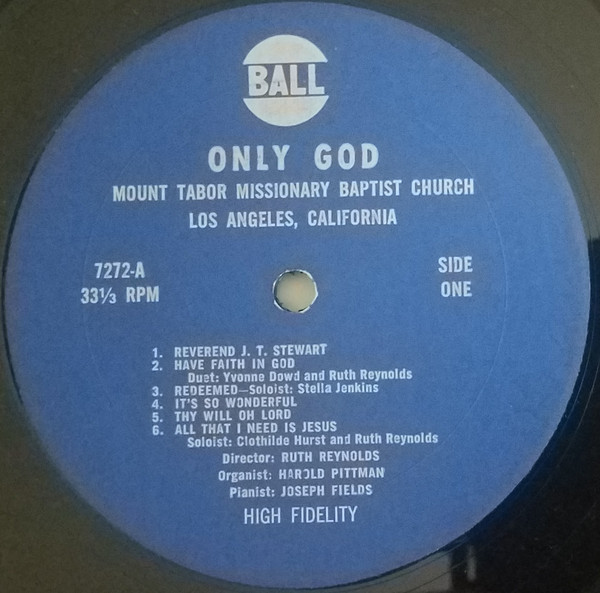 BALL
ONLY GOD
MOUNT TABOR MISSIONARY BAPTIST CHURCH
LOS ANGELES, CALIFORNIA
7272-A
33⅓ RPM
SIDE
ONE
1. REVEREND J. T. STEWART
2. HAVE FAITH IN GOD
Duet: Yvonne Dowd and Ruth Reynolds
3. REDEEMED—Soloist: Stella Jenkins
4. IT'S SO WONDERFUL
5. THY WILL OH LORD
6. ALL THAT I NEED IS JESUS
Soloist: Clothilde Hurst and Ruth Reynolds
Director: RUTH REYNOLDS
Organist: HAROLD PITTMAN
Pianist: JOSEPH FIELDS
HIGH FIDELITY